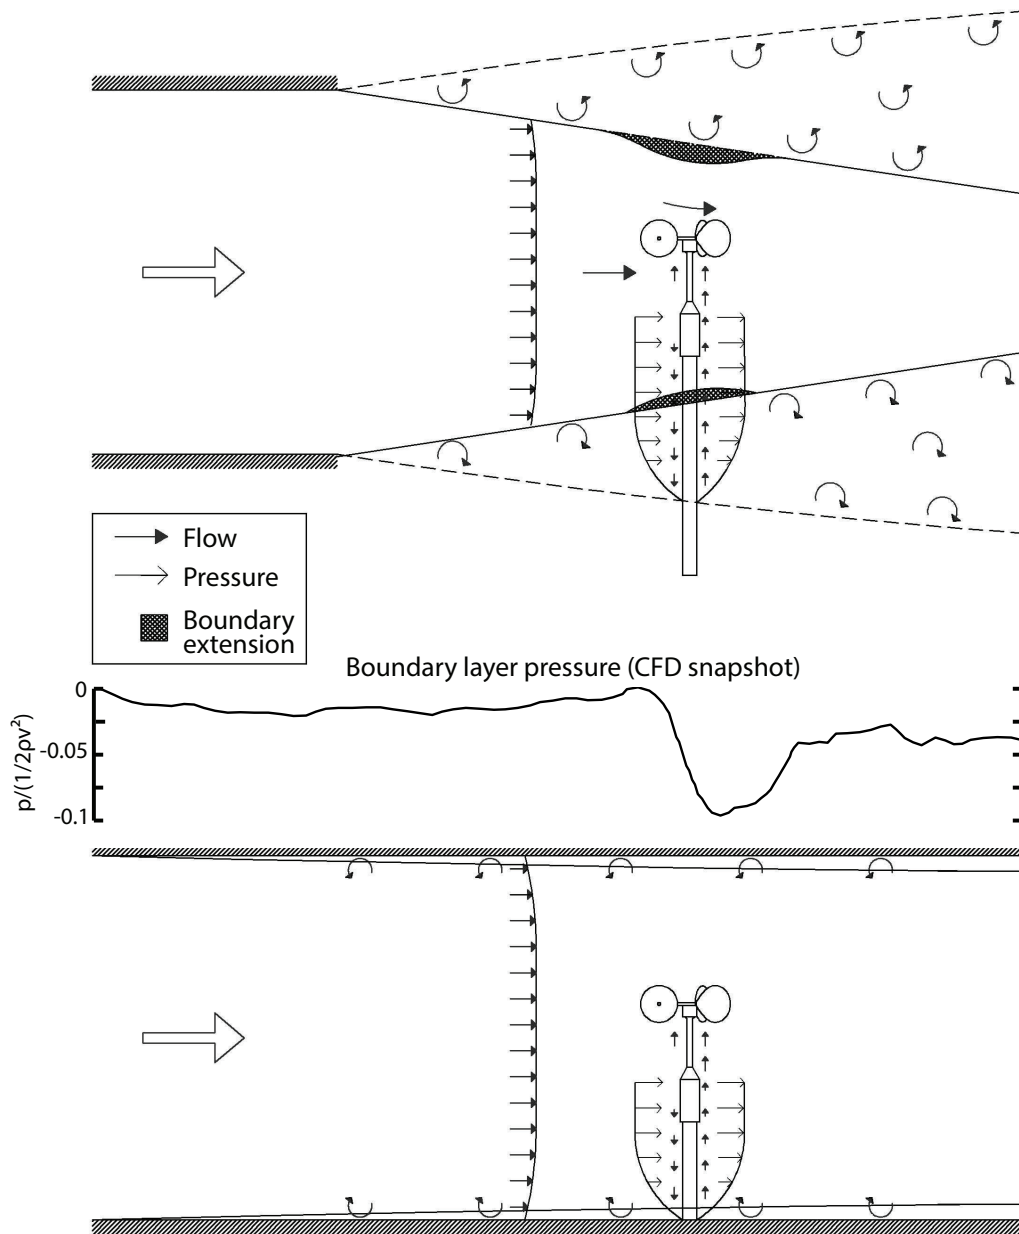 Flow
Pressure
Boundary
extension
Boundary layer pressure (CFD snapshot)
0
-0.05
-0.1
p/(1/2ρv²)